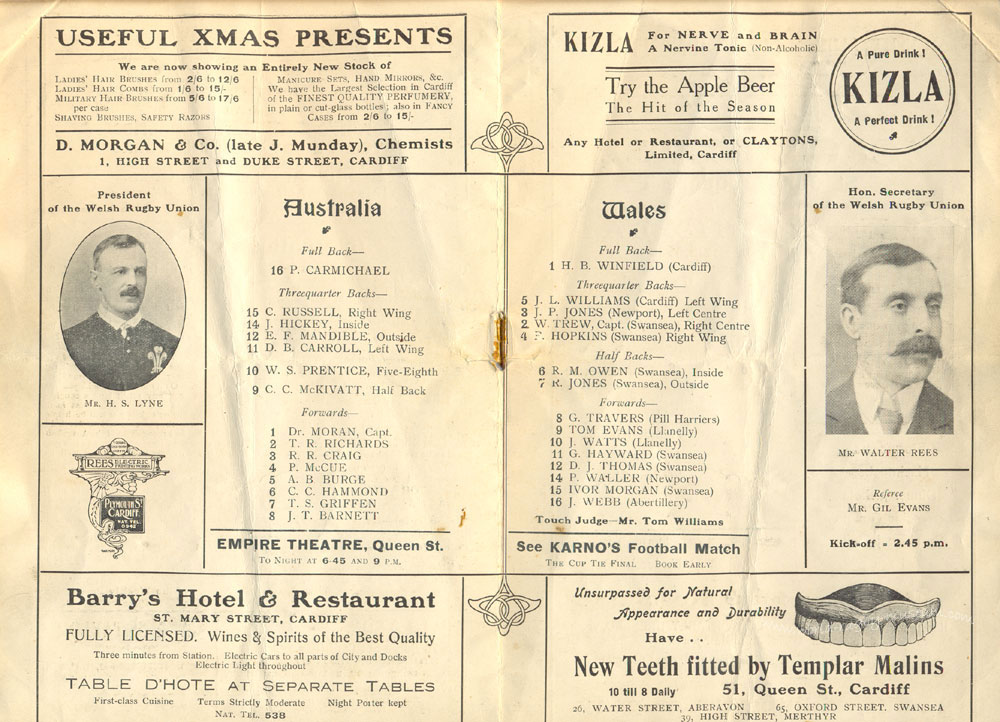 USEFUL XMAS PRESENTS
We are now showing an Entirely New Stock of
LADIES' HAIR BRUSHES from 2/6 to 12/6
LADIES' HAIR COMBS from 1/6 to 15/-
MILITARY HAIR BRUSHES from 5/6 to 17/6
per case
SHAVING BRUSHES, SAFETY RAZORS
MANICURE SETS, HAND MIRRORS, &c.
We have the Largest Selection in Cardiff
of the FINEST QUALITY PERFUMERY,
in plain or cut-glass bottles; also in FANCY
CASES from 2/6 to 15/-
D. MORGAN & Co. (late J. Munday), Chemists
1, HIGH STREET and DUKE STREET, CARDIFF
KIZLA For NERVE and BRAIN
A Nervine Tonic (Non-Alcoholic)
Try the Apple Beer
The Hit of the Season
Any Hotel or Restaurant, or CLAYTONS,
Limited, Cardiff
A Pure Drink!
KIZLA
A Perfect Drink!
President
of the Welsh Rugby Union
MR. H. S. LYNE
REES ELECTRIC
PRINTING WORKS
PLYMOUTH ST.
CARDIFF
NAT. TEL.
Australia
Full Back—
16 P. CARMICHAEL
Threequarter Backs—
15 C. RUSSELL, Right Wing
14 J. HICKEY, Inside
12 E. F. MANDIBLE, Outside
11 D. B. CARROLL, Left Wing
10 W. S. PRENTICE, Five-Eighth
9 C. C. McKIVATT, Half Back
Forwards—
1 Dr. MORAN, Capt.
2 T. R. RICHARDS
3 R. R. CRAIG
4 P. McCUE
5 A. B BURGE
6 C. C. HAMMOND
7 T. S. GRIFFEN
8 J. T. BARNETT
EMPIRE THEATRE, Queen St.
TO NIGHT AT 6-45 AND 9 P.M.
Wales
Full Back—
1 H. B. WINFIELD (Cardiff)
Threequarter Backs—
5 J. L. WILLIAMS (Cardiff) Left Wing
3 J. P. JONES (Newport), Left Centre
2 W. TREW, Capt. (Swansea), Right Centre
4 HOPKINS (Swansea) Right Wing
Half Backs—
6 R. M. OWEN (Swansea), Inside
7 R. JONES (Swansea), Outside
Forwards—
8 G. TRAVERS (Pill Harriers)
9 TOM EVANS (Llanelly)
10 J. WATTS (Llanelly)
11 G. HAYWARD (Swansea)
12 D. J. THOMAS (Swansea)
14 P. WALLER (Newport)
15 IVOR MORGAN (Swansea)
16 J. WEBB (Abertillery)
Touch Judge—Mr. Tom Williams
See KARNO'S Football Match
THE CUP TIE FINAL BOOK EARLY
Hon. Secretary
of the Welsh Rugby Union
MR. WALTER REES
Referee
MR. GIL EVANS
Kick-off - 2.45 p.m.
Barry's Hotel & Restaurant
ST. MARY STREET, CARDIFF
FULLY LICENSED. Wines & Spirits of the Best Quality
Three minutes from Station. Electric Cars to all parts of City and Docks
Electric Light throughout
TABLE D'HOTE AT SEPARATE TABLES
First-class Cuisine Terms Strictly Moderate Night Porter kept
NAT. TEL. 538
Unsurpassed for Natural
Appearance and Durability
Have . .
New Teeth fitted by Templar Malins
10 till 8 Daily 51, Queen St., Cardiff
26, WATER STREET, ABERAVON 65, OXFORD STREET. SWANSEA
39, HIGH STREET, MERTHYR